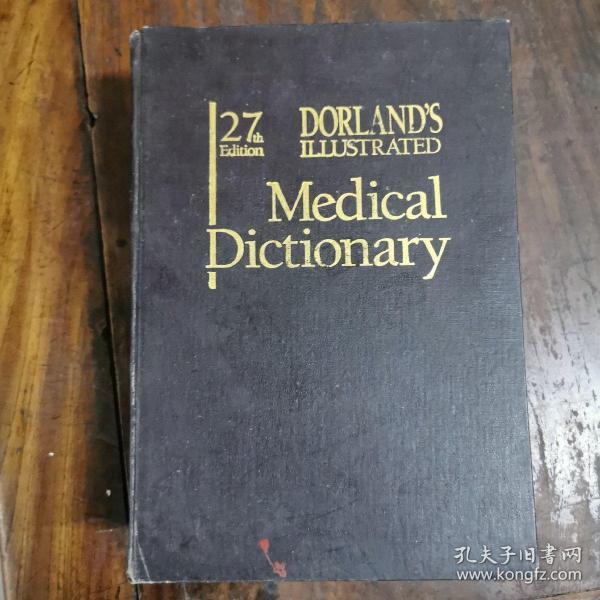 27th Edition
DORLAND'S
ILLUSTRATED
Medical
Dictionary
孔夫子旧书网
www.kongfz.com